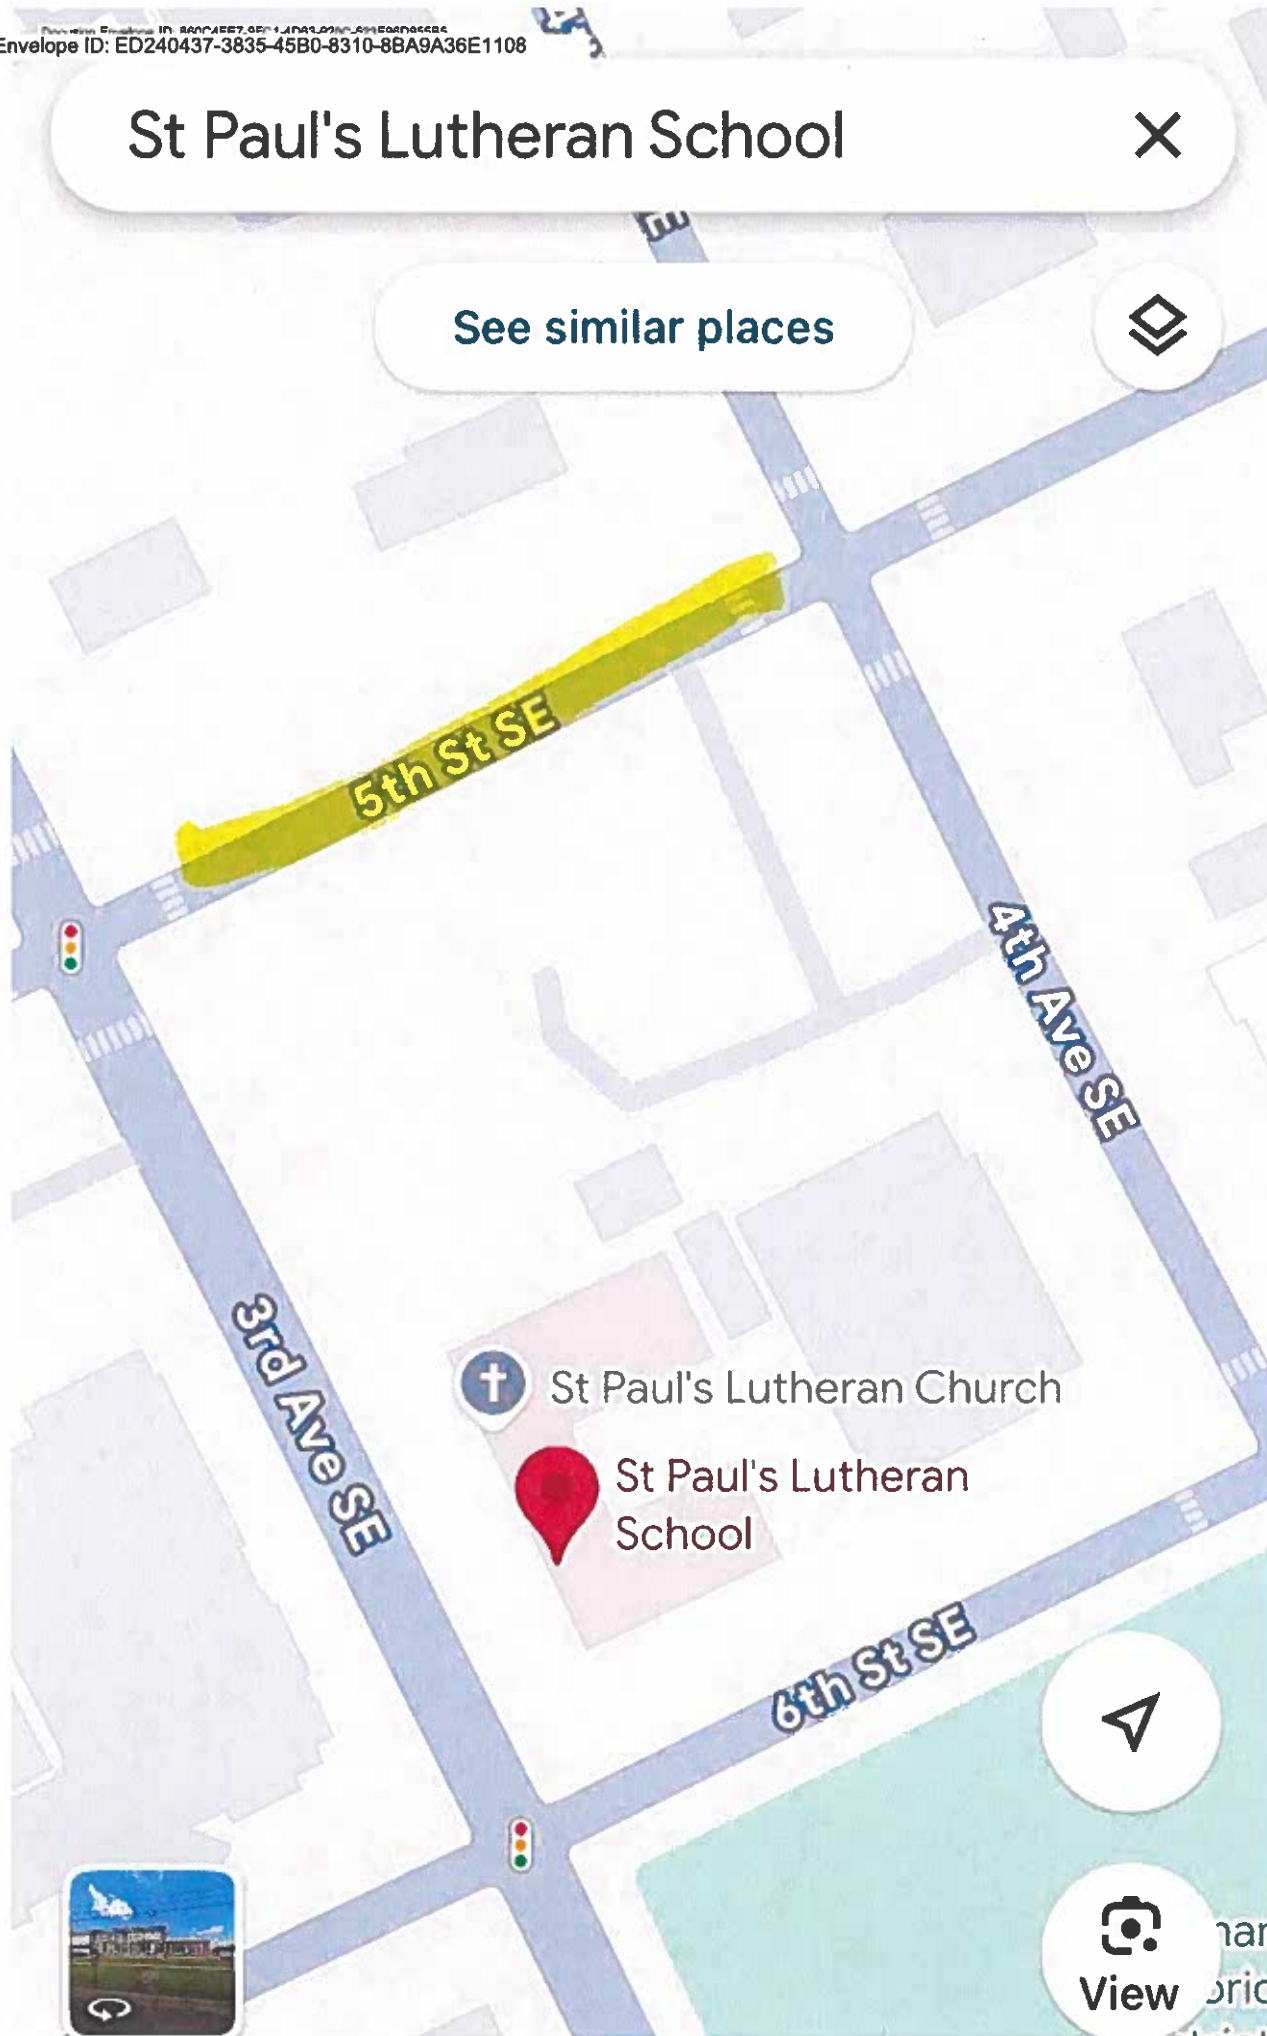 Envelope ID: ED240437-3835-45B0-8310-8BA9A36E1108
St Paul's Lutheran School
E
See similar places
5th St SE
4th Ave SE
3rd Ave SE
St Paul's Lutheran Church
St Paul's Lutheran
School
6th St SE
View